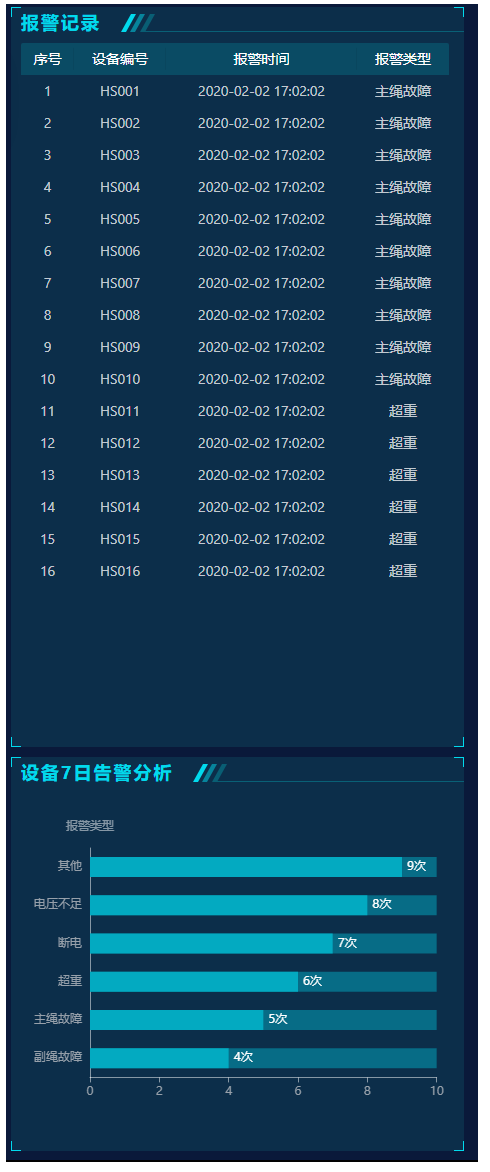 报警记录
序号 设备编号 报警时间 报警类型
1 HS001 2020-02-02 17:02:02 主绳故障
2 HS002 2020-02-02 17:02:02 主绳故障
3 HS003 2020-02-02 17:02:02 主绳故障
4 HS004 2020-02-02 17:02:02 主绳故障
5 HS005 2020-02-02 17:02:02 主绳故障
6 HS006 2020-02-02 17:02:02 主绳故障
7 HS007 2020-02-02 17:02:02 主绳故障
8 HS008 2020-02-02 17:02:02 主绳故障
9 HS009 2020-02-02 17:02:02 主绳故障
10 HS010 2020-02-02 17:02:02 主绳故障
11 HS011 2020-02-02 17:02:02 超重
12 HS012 2020-02-02 17:02:02 超重
13 HS013 2020-02-02 17:02:02 超重
14 HS014 2020-02-02 17:02:02 超重
15 HS015 2020-02-02 17:02:02 超重
16 HS016 2020-02-02 17:02:02 超重
设备7日告警分析
报警类型
其他 9次
电压不足 8次
断电 7次
超重 6次
主绳故障 5次
副绳故障 4次
0 2 4 6 8 10